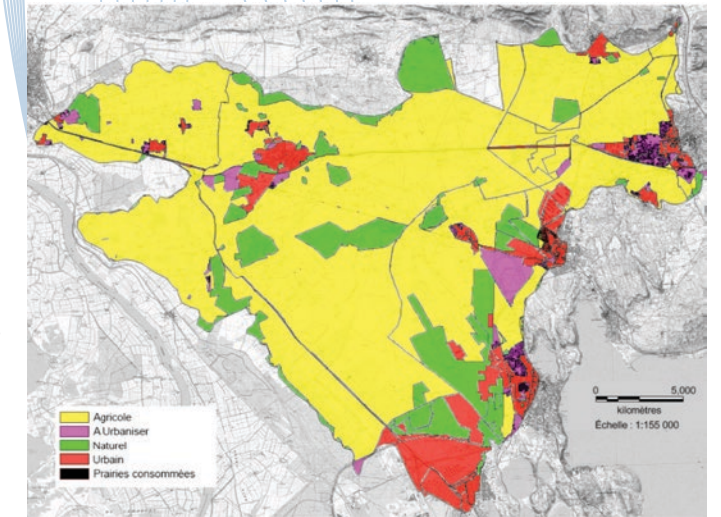 0 5.000
kilomètres
Échelle : 1:155 000
Agricole
A Urbaniser
Naturel
Urbain
Prairies consommées